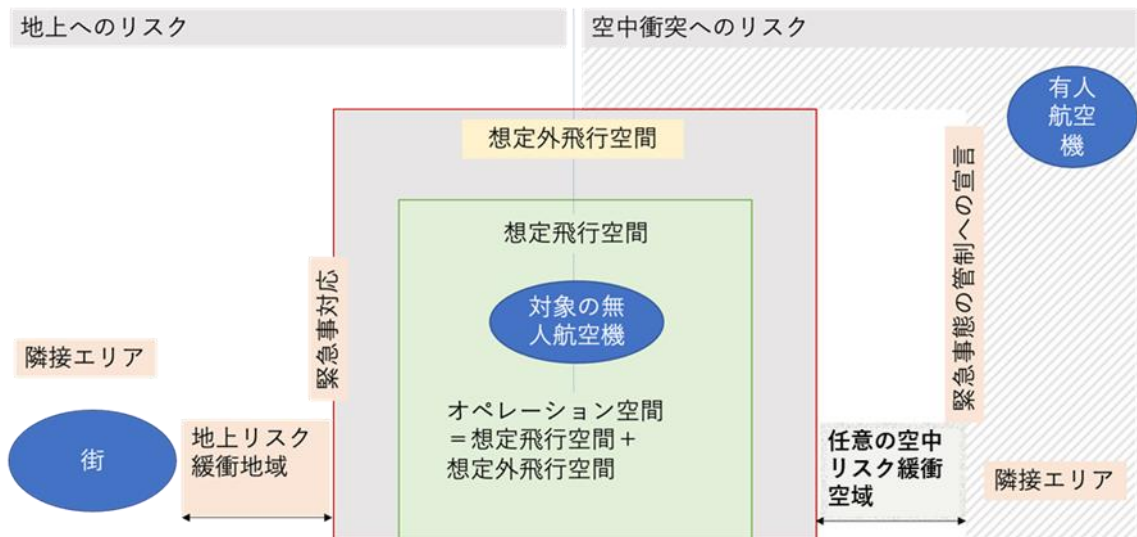 地上へのリスク
空中衝突へのリスク
有人
航空
機
想定外飛行空間
想定飛行空間
対象の無
人航空機
緊急事対応
緊急事態の管制への宣言
隣接エリア
街
地上リスク
緩衝地域
オペレーション空間
＝想定飛行空間＋
想定外飛行空間
任意の空中
リスク緩衝
空域
隣接エリア